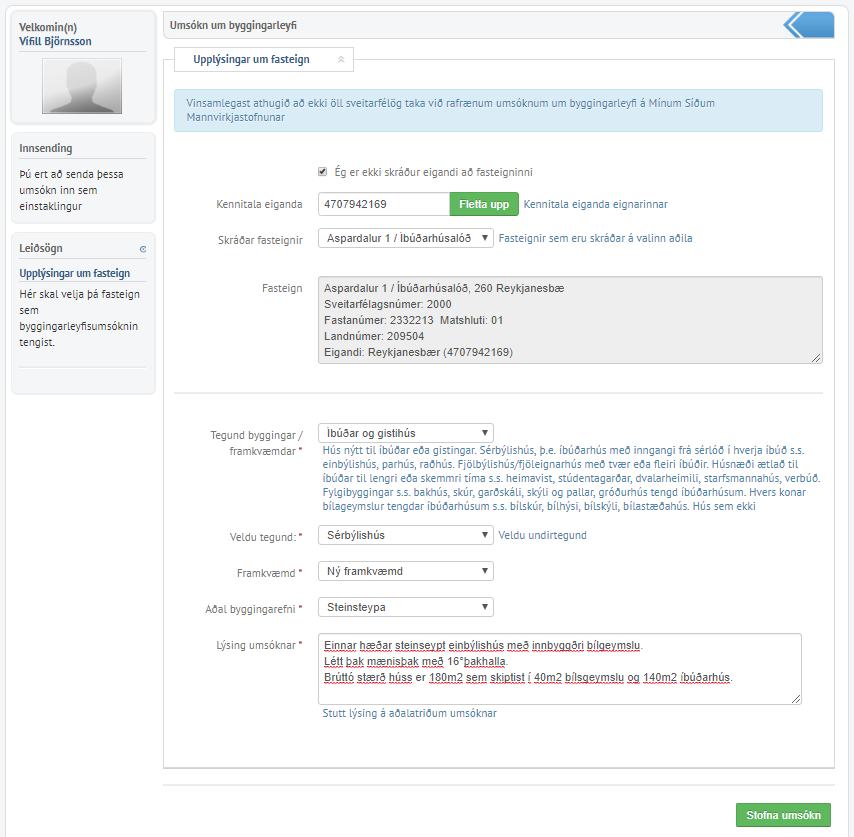 Velkomin(n)
Vífill Björnsson
Innsending
Þú ert að senda þessa
umsókn inn sem
einstaklingur
Leiðsögn
Upplýsingar um fasteign
Hér skal velja þá fasteign
sem
byggingarleyfisumsóknin
tengist.
Umsókn um byggingarleyfi
Upplýsingar um fasteign
Vinsamlegast athugið að ekki öll sveitarfélög taka við rafrænum umsóknum um byggingarleyfi á Mínum Síðum
Mannvirkjastofnunar
Ég er ekki skráður eigandi að fasteigninni
Kennitala eiganda 4707942169 Fletta upp Kennitala eiganda eignarinnar
Skráðar fasteignir Aspardalur 1 / Íbúðarhúsalóð Fasteignir sem eru skráðar á valinn aðila
Fasteign Aspardalur 1 / Íbúðarhúsalóð, 260 Reykjanesbæ
Sveitarfélagsnúmer: 2000
Fastanúmer: 2332213 Matshluti: 01
Landnúmer: 209504
Eigandi: Reykjanesbær (4707942169)
Tegund byggingar / Íbúðar og gistihús
framkvæmdar * Hús nýtt til íbúðar eða gistingar. Sérbýlishús, þ.e. íbúðarhús með inngangi frá sérlóð í hverja íbúð s.s.
einbýlishús, parhús, raðhús. Fjölbýlishús/fjöleignarhús með tvær eða fleiri íbúðir. Húsnæði ætlað til
íbúðar til lengri eða skemmri tíma s.s. heimavist, stúdentagarðar, dvalarheimili, starfsmannahús, verbúð.
Fylgibyggingar s.s. bakhús, skúr, garðskáli, skýli og pallar, gróðurhús tengd íbúðarhúsum. Hvers konar
bílageymslur tengdar íbúðarhúsum s.s. bílskúr, bílhýsi, bílskýli, bílastæðahús. Hús sem ekki
Veldu tegund: * Sérbýlishús Veldu undirtegund
Framkvæmd * Ný framkvæmd
Aðal byggingarefni * Steinsteypa
Lýsing umsóknar * Einnar hæðar steinseypt einbýlishús með innbyggðri bílgeymslu.
Létt þak mænisþak með 16°þakhalla.
Brúttó stærð húss er 180m2 sem skiptist í 40m2 bílsgeymslu og 140m2 íbúðarhús.
Stutt lýsing á aðalatriðum umsóknar
Stofna umsókn